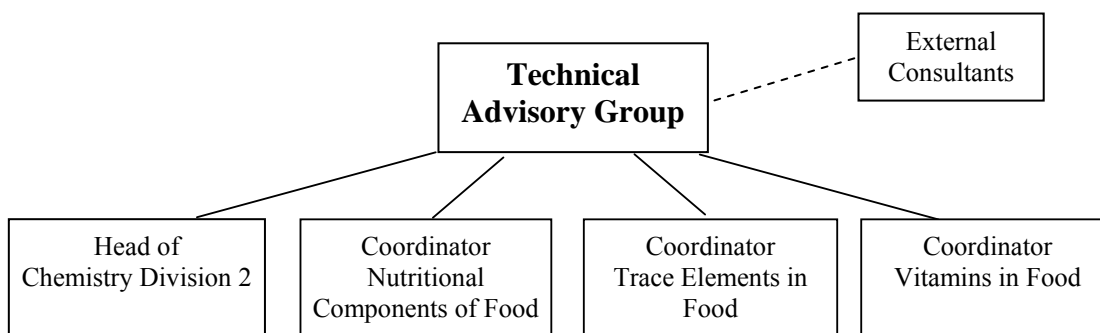 External
Consultants
Technical
Advisory Group
Head of
Chemistry Division 2
Coordinator
Nutritional
Components of Food
Coordinator
Trace Elements in
Food
Coordinator
Vitamins in Food